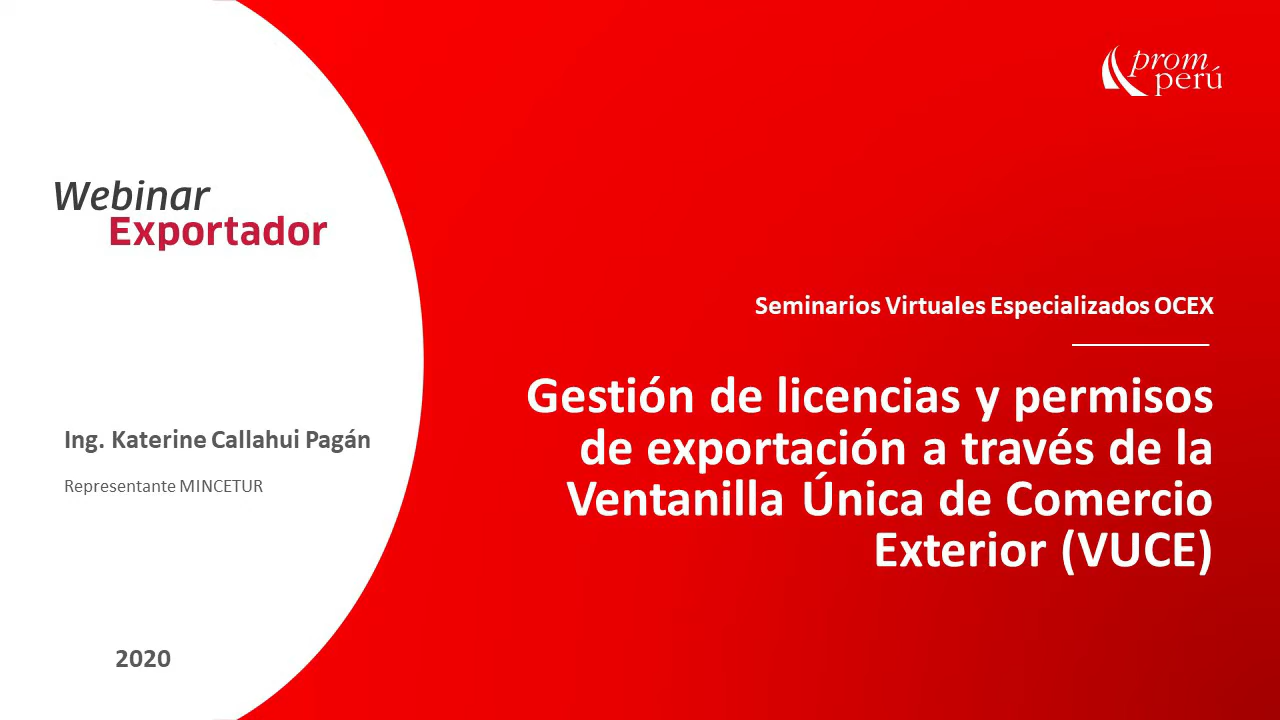 prom
perú
Webinar
Exportador
Seminarios Virtuales Especializados OCEX
Gestión de licencias y permisos
de exportación a través de la
Ventanilla Única de Comercio
Exterior (VUCE)
Ing. Katerine Callahui Pagán
Representante MINCETUR
2020